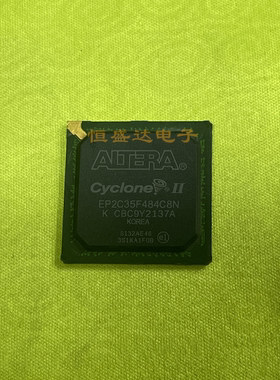 恒盛达电子
ALTERA
Cyclone II
EP2C35F484C8N
K CBC9Y2137A
KOREA